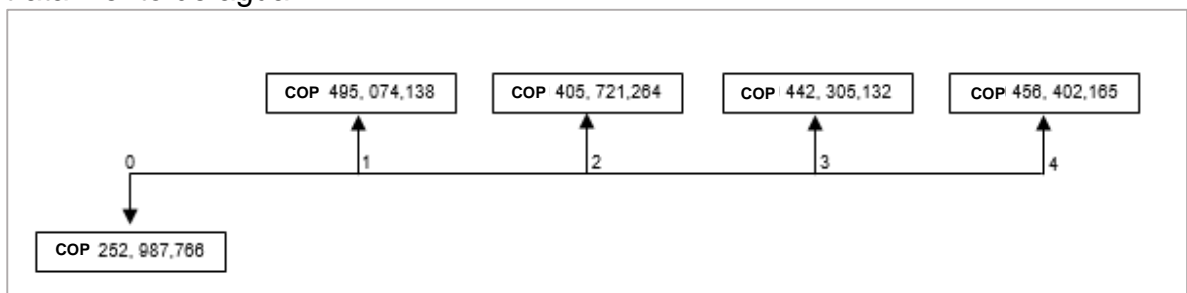 COP 495, 074,138
COP 405, 721,264
COP 442, 305,132
COP 456, 402,165
0 1 2 3 4
COP 252, 987,766